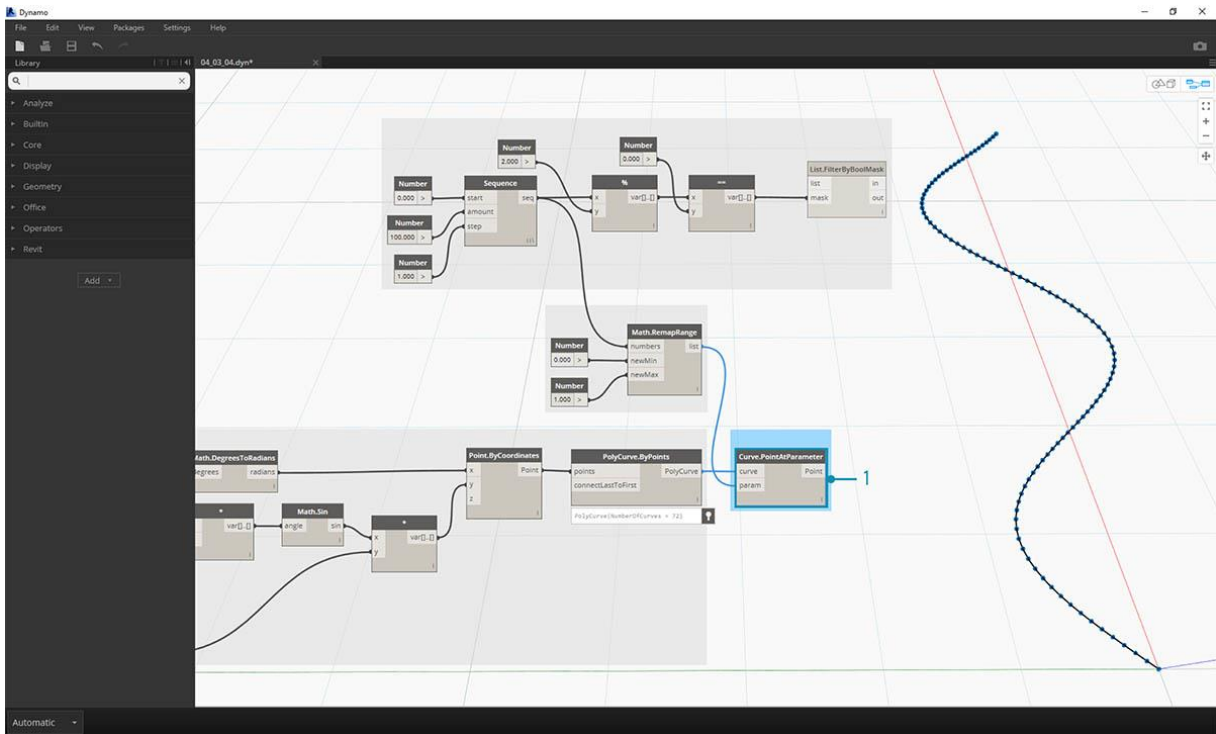 Dynamo
File Edit View Packages Settings Help
Library
04_03_04.dyn*
Analyze
BuiltIn
Core
Display
Geometry
Office
Operators
Revit
Add
Number
2.000 >
Number
0.000 >
Number
0.000 >
Number
100.000 >
Number
1.000 >
Sequence
start seq
amount
step
%
x var[]..[]
y
==
x var[]..[]
y
List.FilterByBoolMask
list in
mask out
Number
0.000 >
Number
1.000 >
Math.RemapRange
numbers list
newMin
newMax
Math.DegreesToRadians
degrees radians
*
var[]..[]
Math.Sin
angle sin
*
x var[]..[]
y
Point.ByCoordinates
x Point
y
z
PolyCurve.ByPoints
points PolyCurve
connectLastToFirst
PolyCurve(NumberOfCurves = 72)
Curve.PointAtParameter
curve Point
param
1
Automatic